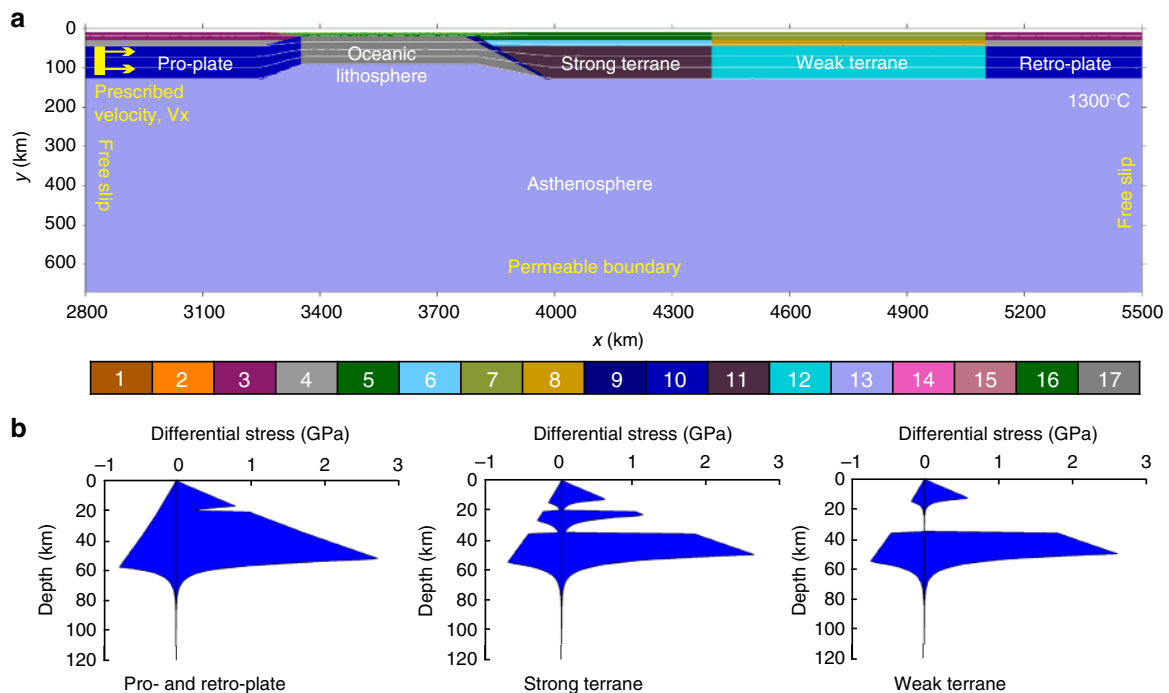 a
0
100
200
300
400
500
600
y (km)
Pro-plate
Oceanic
lithosphere
Strong terrane
Weak terrane
Retro-plate
Prescribed
velocity, Vx
1300°C
Free slip
Asthenosphere
Free slip
Permeable boundary
2800
3100
3400
3700
4000
4300
4600
4900
5200
5500
x (km)
1 2 3 4 5 6 7 8 9 10 11 12 13 14 15 16 17
b
Differential stress (GPa)
–1 0 1 2 3
0
20
40
60
80
100
120
Depth (km)
Pro- and retro-plate
Differential stress (GPa)
–1 0 1 2 3
0
20
40
60
80
100
120
Depth (km)
Strong terrane
Differential stress (GPa)
–1 0 1 2 3
0
20
40
60
80
100
120
Depth (km)
Weak terrane